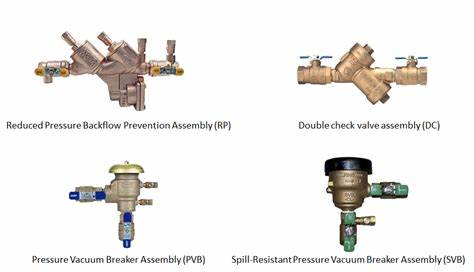 Reduced Pressure Backflow Prevention Assembly (RP)
Double check valve assembly (DC)
Pressure Vacuum Breaker Assembly (PVB)
Spill-Resistant Pressure Vacuum Breaker Assembly (SVB)